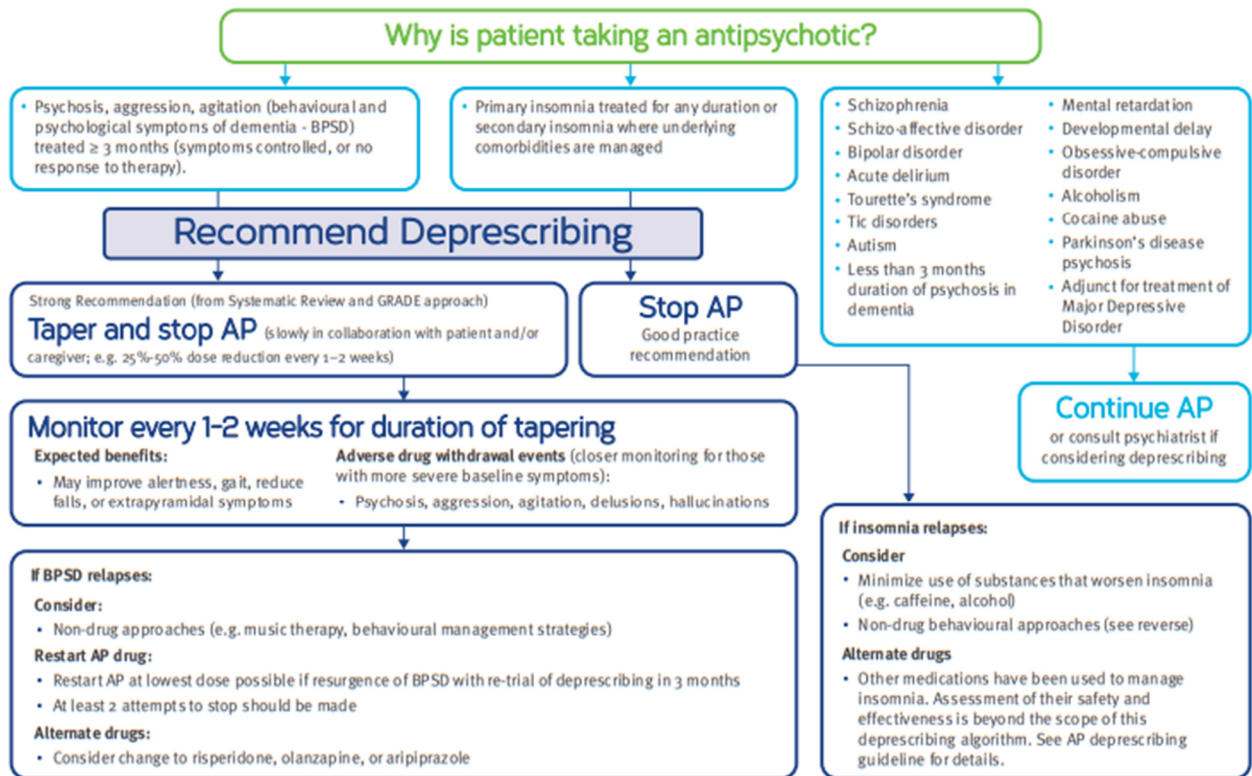 Why is patient taking an antipsychotic?
• Psychosis, aggression, agitation (behavioural and
psychological symptoms of dementia - BPSD)
treated ≥ 3 months (symptoms controlled, or no
response to therapy).
• Primary insomnia treated for any duration or
secondary insomnia where underlying
comorbidities are managed
• Schizophrenia
• Schizo-affective disorder
• Bipolar disorder
• Acute delirium
• Tourette's syndrome
• Tic disorders
• Autism
• Less than 3 months
duration of psychosis in
dementia
• Mental retardation
• Developmental delay
• Obsessive-compulsive
disorder
• Alcoholism
• Cocaine abuse
• Parkinson's disease
psychosis
• Adjunct for treatment of
Major Depressive
Disorder
Recommend Deprescribing
Strong Recommendation (from Systematic Review and GRADE approach)
Taper and stop AP (slowly in collaboration with patient and/or
caregiver; e.g. 25%-50% dose reduction every 1–2 weeks)
Stop AP
Good practice
recommendation
Continue AP
or consult psychiatrist if
considering deprescribing
Monitor every 1-2 weeks for duration of tapering
Expected benefits:
• May improve alertness, gait, reduce
falls, or extrapyramidal symptoms
Adverse drug withdrawal events (closer monitoring for those
with more severe baseline symptoms):
• Psychosis, aggression, agitation, delusions, hallucinations
If BPSD relapses:
Consider:
• Non-drug approaches (e.g. music therapy, behavioural management strategies)
Restart AP drug:
• Restart AP at lowest dose possible if resurgence of BPSD with re-trial of deprescribing in 3 months
• At least 2 attempts to stop should be made
Alternate drugs:
• Consider change to risperidone, olanzapine, or aripiprazole
If insomnia relapses:
Consider
• Minimize use of substances that worsen insomnia
(e.g. caffeine, alcohol)
• Non-drug behavioural approaches (see reverse)
Alternate drugs
• Other medications have been used to manage
insomnia. Assessment of their safety and
effectiveness is beyond the scope of this
deprescribing algorithm. See AP deprescribing
guideline for details.